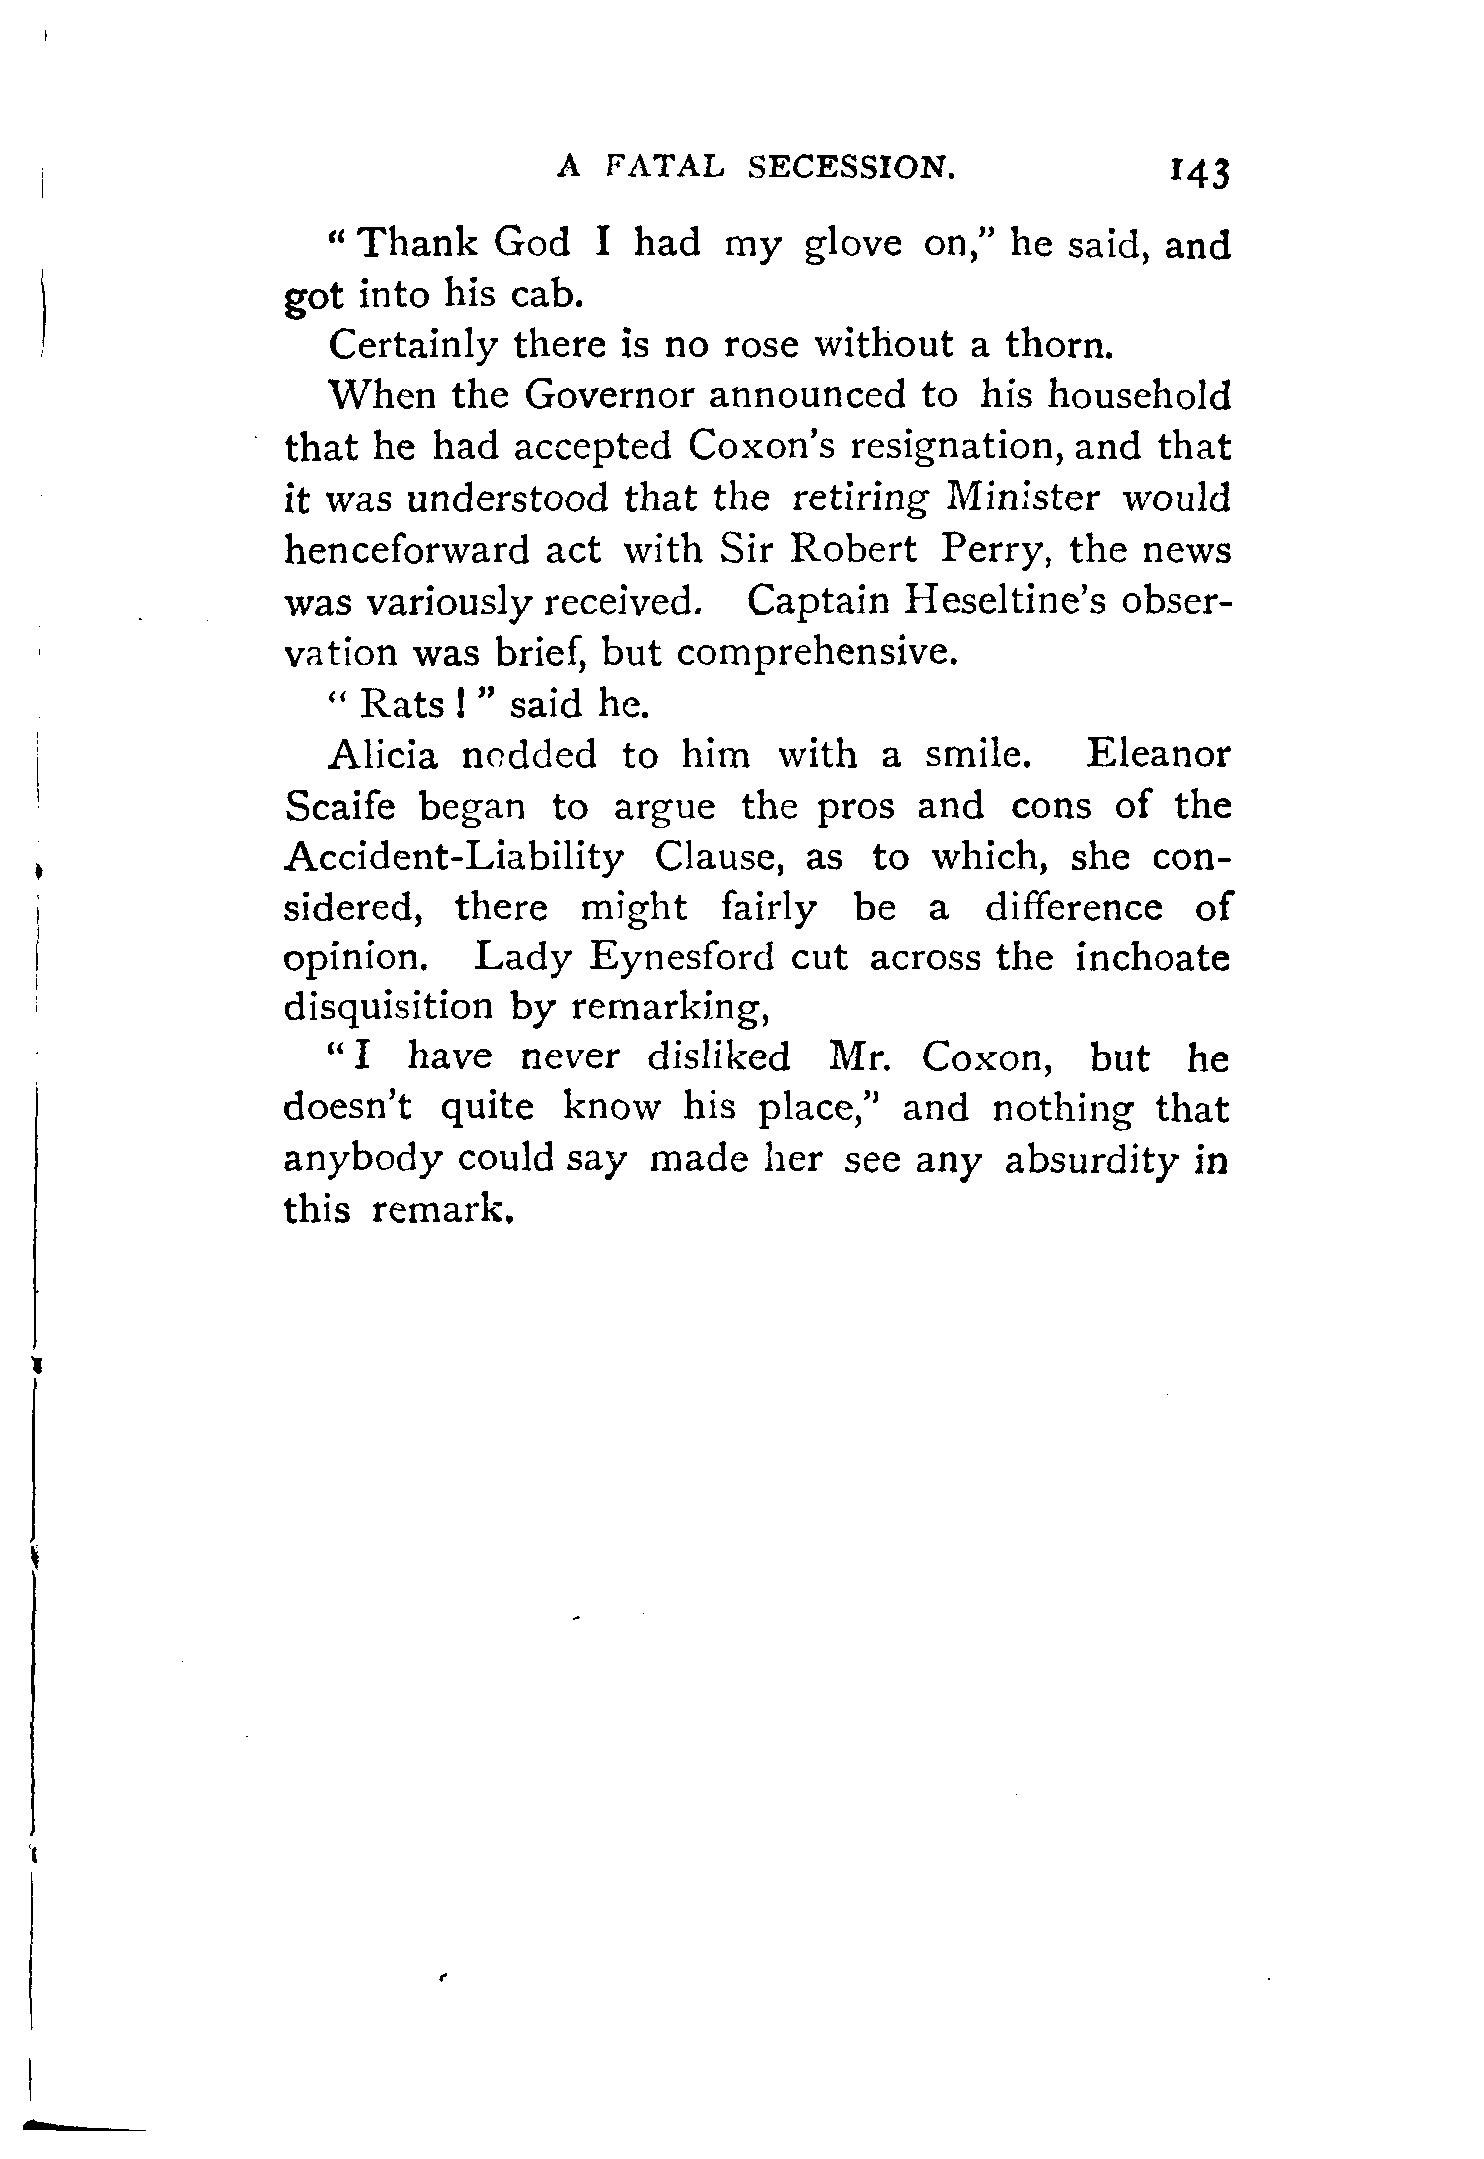 A FATAL SECESSION. 143
“ Thank God I had my glove on,” he said, and
got into his cab.
Certainly there is no rose without a thorn.
When the Governor announced to his household
that he had accepted Coxon’s resignation, and that
it was understood that the retiring Minister would
henceforward act with Sir Robert Perry, the news
was variously received. Captain Heseltine’s obser-
vation was brief, but comprehensive.
“ Rats ! ” said he.
Alicia nodded to him with a smile. Eleanor
Scaife began to argue the pros and cons of the
Accident-Liability Clause, as to which, she con-
sidered, there might fairly be a difference of
opinion. Lady Eynesford cut across the inchoate
disquisition by remarking,
“ I have never disliked Mr. Coxon, but he
doesn’t quite know his place,” and nothing that
anybody could say made her see any absurdity in
this remark.